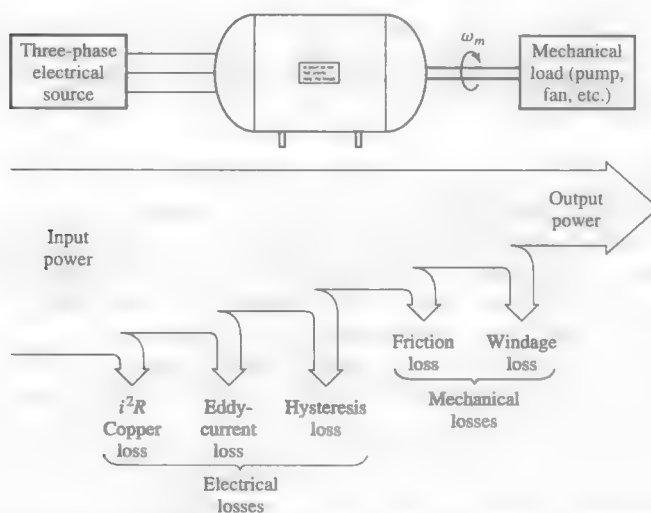 Three-phase
electrical
source
ωm
Mechanical
load (pump,
fan, etc.)
Input
power
Output
power
i²R
Copper
loss
Eddy-
current
loss
Hysteresis
loss
Electrical
losses
Friction
loss
Windage
loss
Mechanical
losses